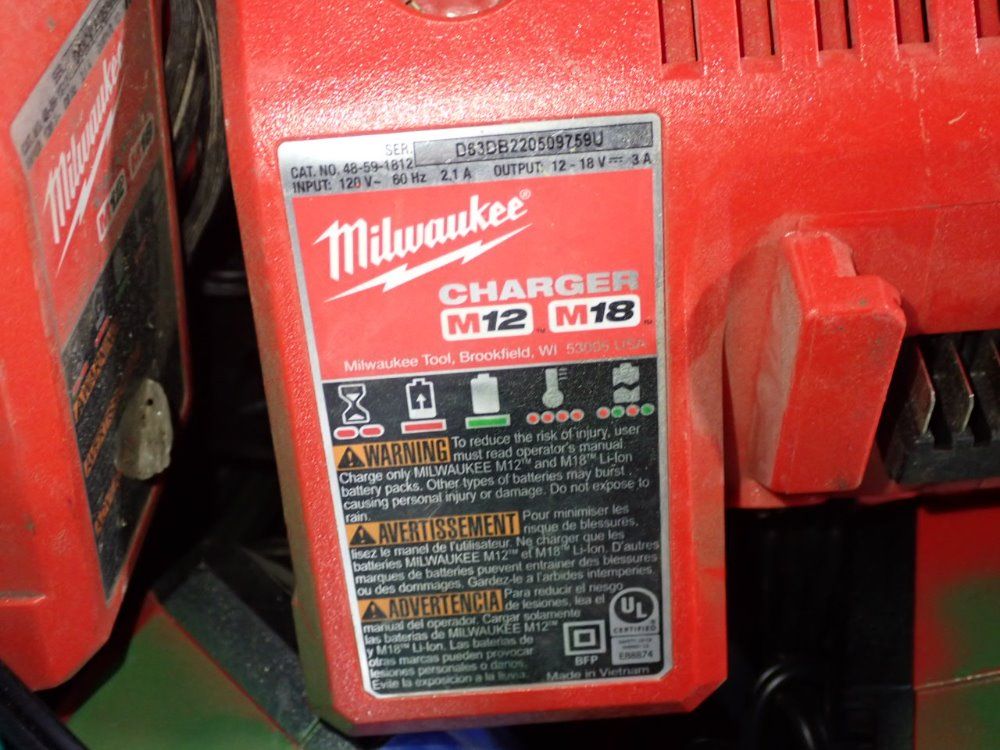 SER. D63DB220509759U
CAT. NO. 48-59-1812
INPUT: 120 V~ 60 Hz 2.1 A OUTPUT: 12 - 18 V⎓ 3 A
Milwaukee®
CHARGER
M12™ M18™
Milwaukee Tool, Brookfield, WI 53005 USA
WARNING To reduce the risk of injury, user
must read operator's manual.
Charge only MILWAUKEE M12™ and M18™ Li-Ion
battery packs. Other types of batteries may burst
causing personal injury or damage. Do not expose to
rain.
AVERTISSEMENT Pour minimiser les
risque de blessures,
lisez le manel de l'utilisateur. Ne charger que les
batteries MILWAUKEE M12™ et M18™ Li-Ion. D'autres
marques de batteries puevent entrainer des blessures
ou des dommages. Gardez-le a l'arbides intemperies.
ADVERTENCIA Para reducir el riesgo
de lesiones, lea el
manual del operador. Cargar solamente
las baterias de MILWAUKEE M12™
y M18™ Li-Ion. Las baterias de
otras marcas pueden provocar
lesiones personales o danos.
Evite la exposición a la lluvia.
BFP
UL
CERTIFIED
E88874
Made in Vietnam
Milwaukee
M12